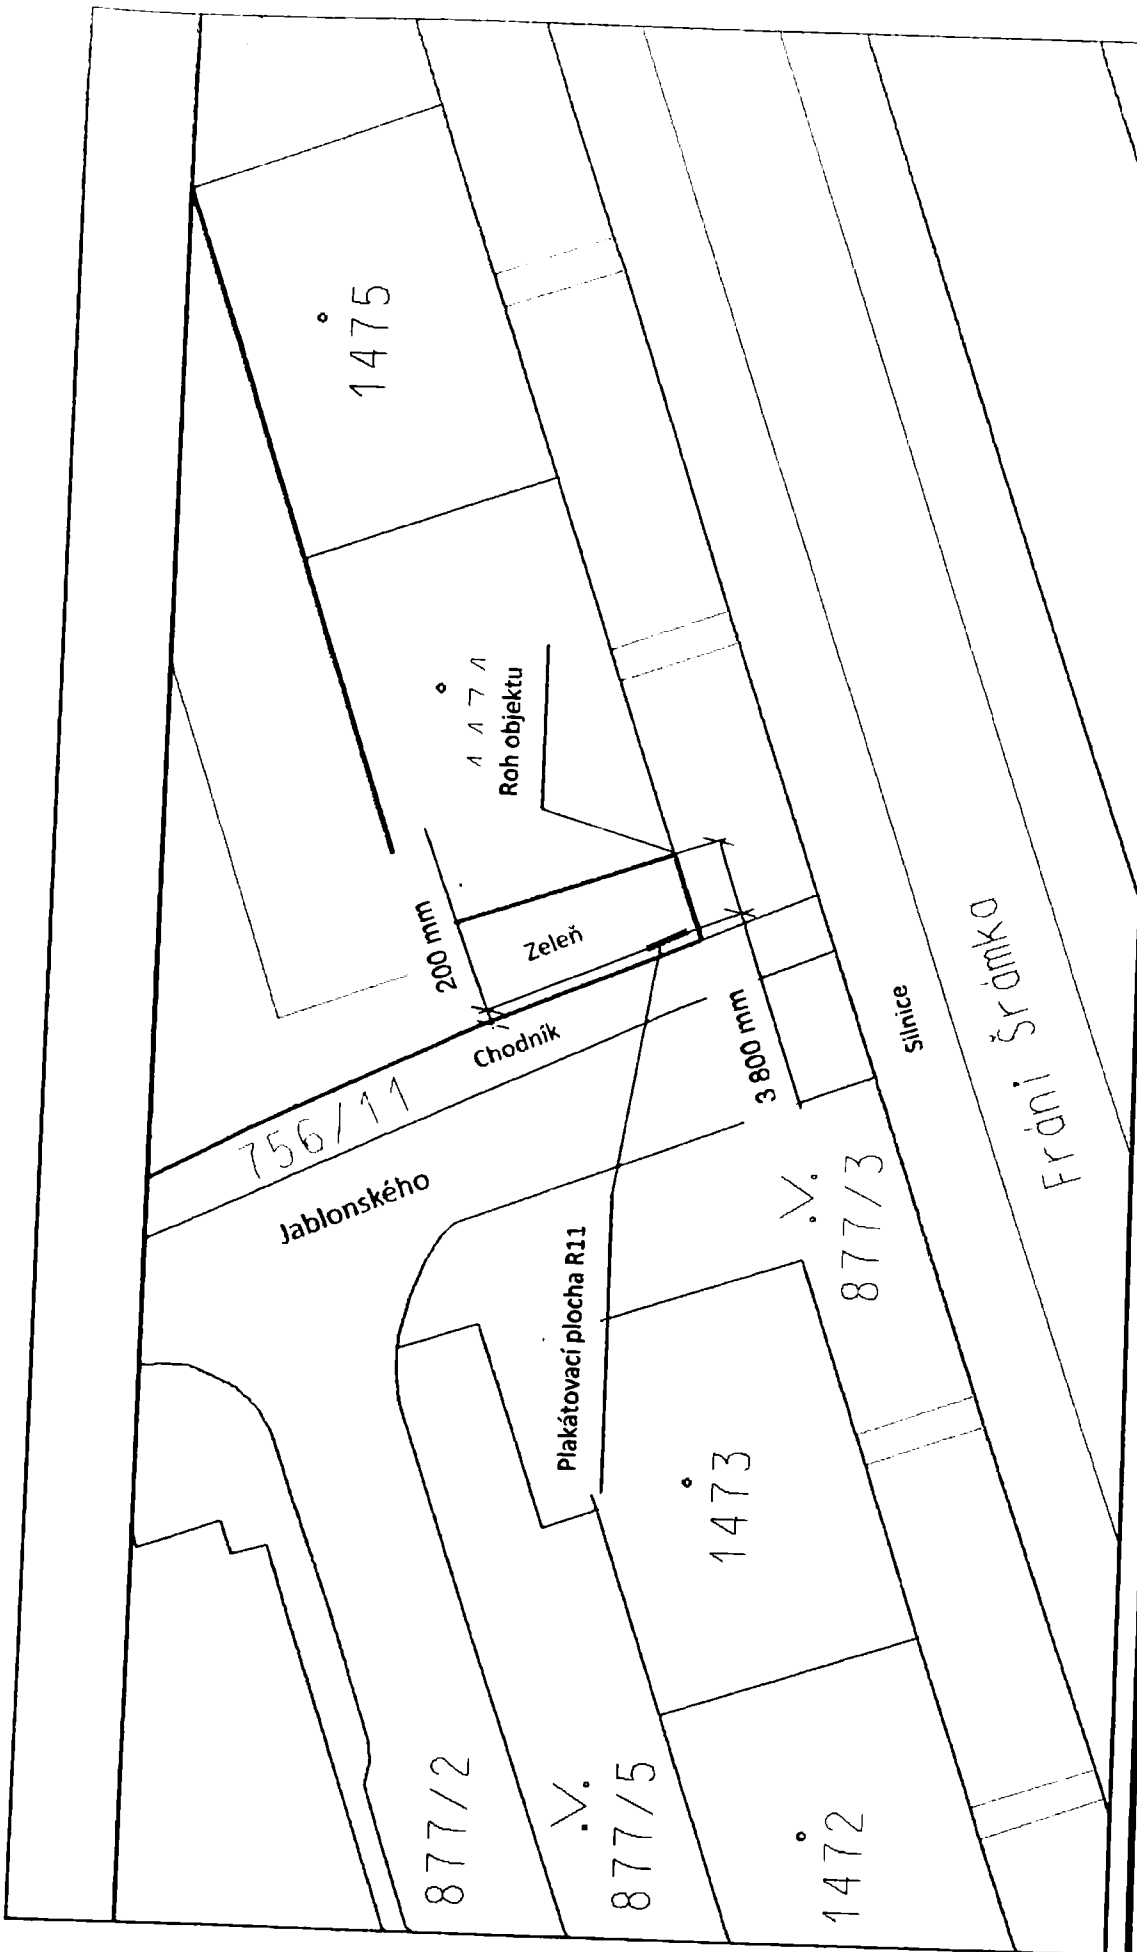 1475
Roh objektu
200 mm
Zeleň
Chodník
756/11
Jablonského
3 800 mm
Silnice
Fráni Šrámka
Plakátovací plocha R11
877/3
1473
877/2
877/5
1472